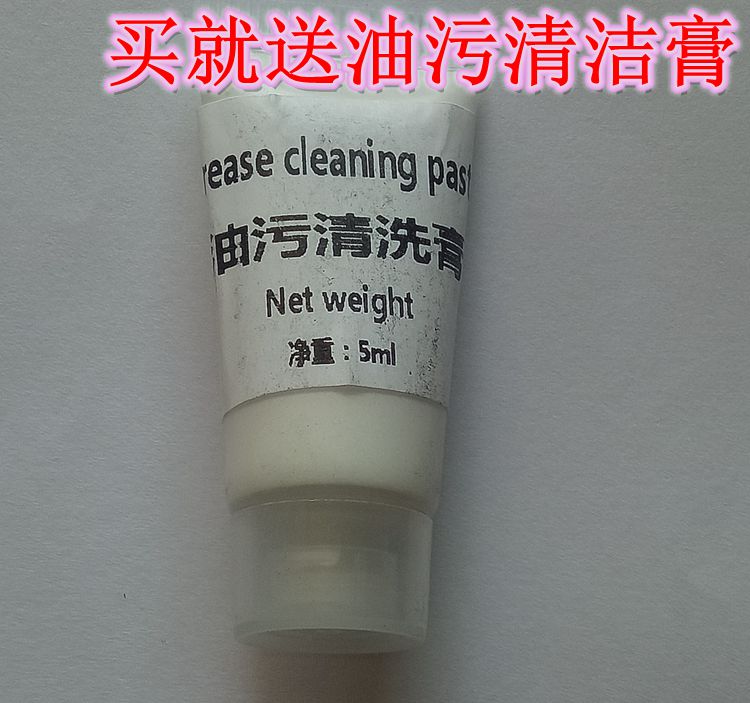 买就送油污清洁膏
rease cleaning past
油污清洗膏
Net weight
净重：5ml